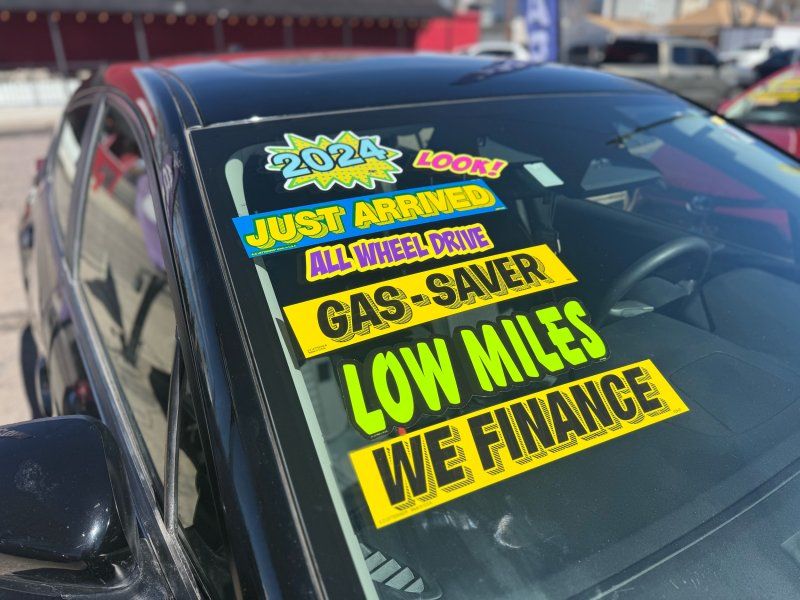 2024
LOOK!
JUST ARRIVED
ALL WHEEL DRIVE
GAS-SAVER
LOW MILES
WE FINANCE